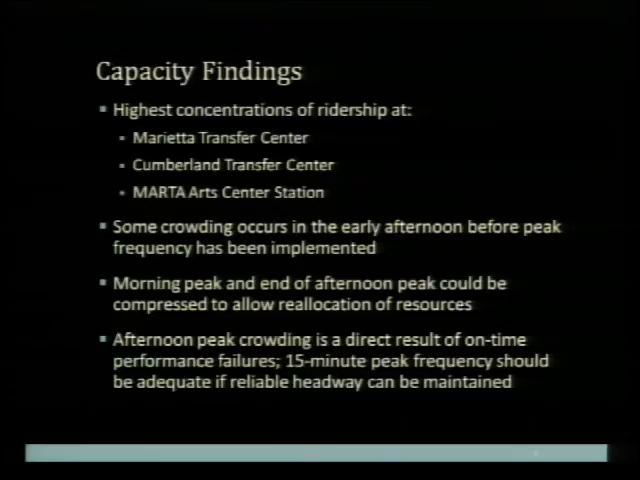 Capacity Findings
▪ Highest concentrations of ridership at:
▪ Marietta Transfer Center
▪ Cumberland Transfer Center
▪ MARTA Arts Center Station
▪ Some crowding occurs in the early afternoon before peak
frequency has been implemented
▪ Morning peak and end of afternoon peak could be
compressed to allow reallocation of resources
▪ Afternoon peak crowding is a direct result of on-time
performance failures; 15-minute peak frequency should
be adequate if reliable headway can be maintained